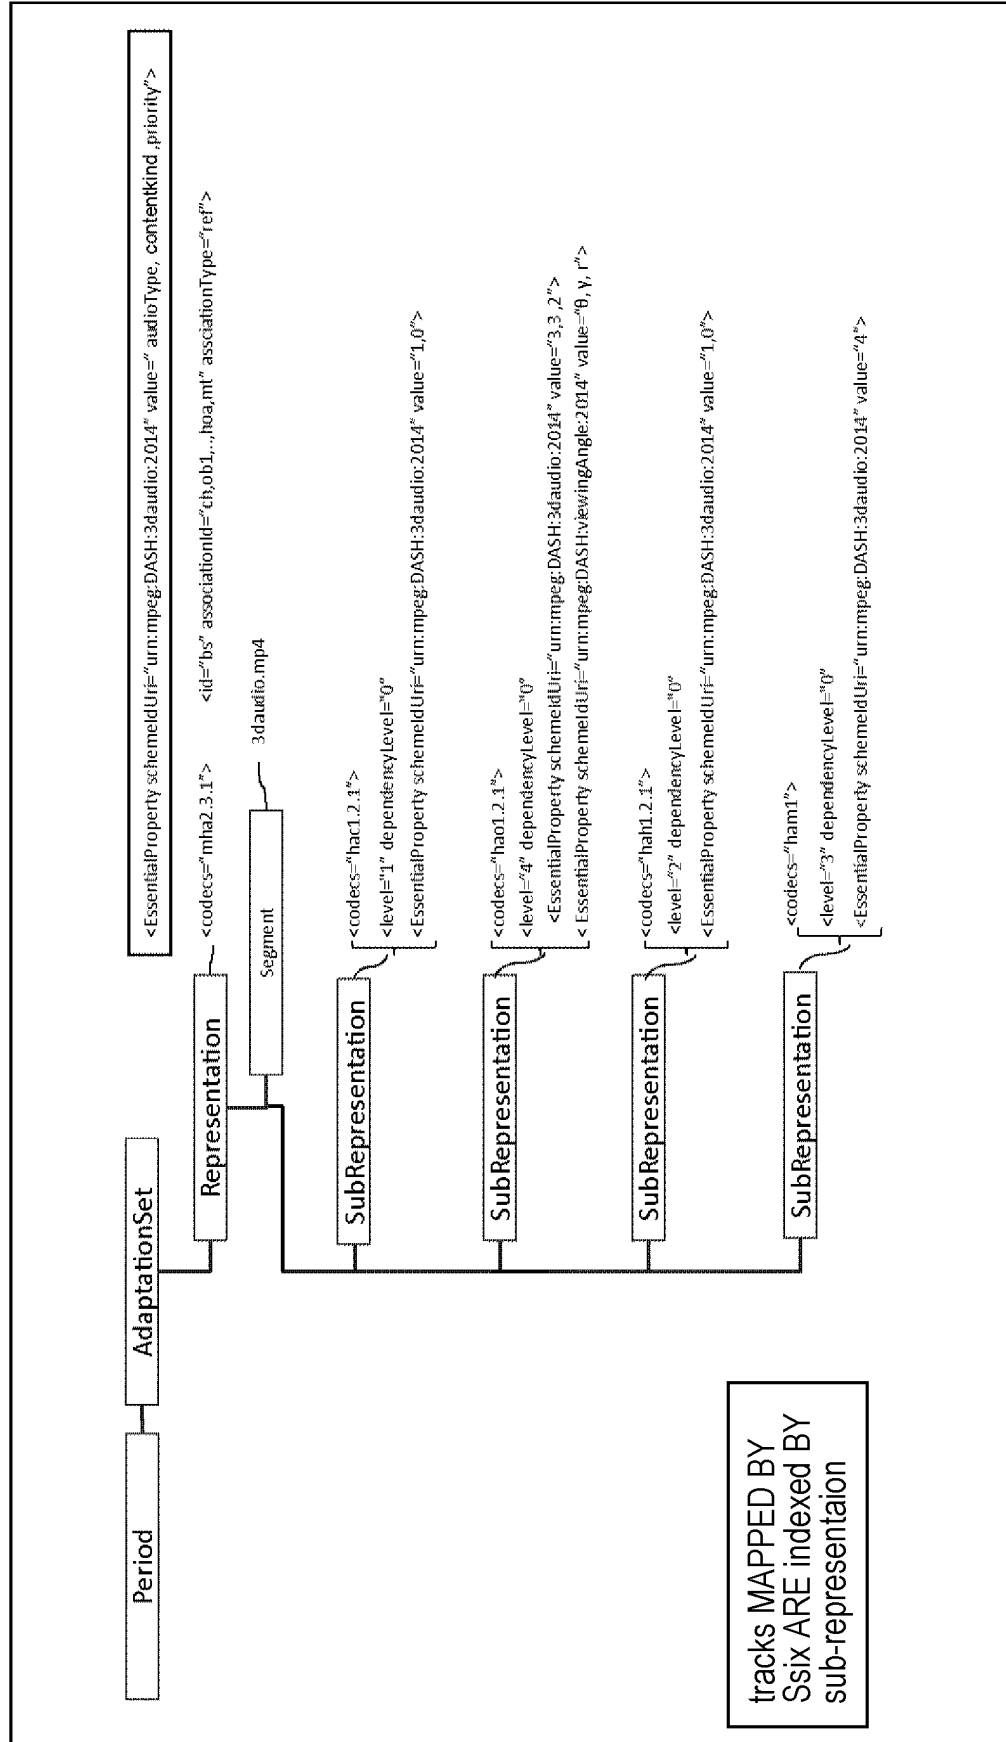 Period
AdaptationSet
<EssentialProperty schemeIdUri="urn:mpeg:DASH:3daudio:2014" value=" audioType, contentkind ,priority">
Representation
<codecs="mha2.3.1">
<id="bs" associationId="ch,ob1,..,hoa,mt" assciationType="ref">
Segment
3daudio.mp4
SubRepresentation
<codecs="hac1.2.1">
<level="1" dependencyLevel="0"
<EssentialProperty schemeIdUri="urn:mpeg:DASH:3daudio:2014" value="1,0">
SubRepresentation
<codecs="hao1.2.1">
<level="4" dependencyLevel="0"
<EssentialProperty schemeIdUri="urn:mpeg:DASH:3daudio:2014" value="3,3 ,2">
< EssentialProperty schemeIdUri="urn:mpeg:DASH:viewingAngle:2014" value="θ, γ, r">
SubRepresentation
<codecs="hah1.2.1">
<level="2" dependencyLevel="0"
<EssentialProperty schemeIdUri="urn:mpeg:DASH:3daudio:2014" value="1,0">
SubRepresentation
<codecs="ham1">
<level="3" dependencyLevel="0"
<EssentialProperty schemeIdUri="urn:mpeg:DASH:3daudio:2014" value="4">
tracks MAPPED BY
Ssix ARE indexed BY
sub-representaion